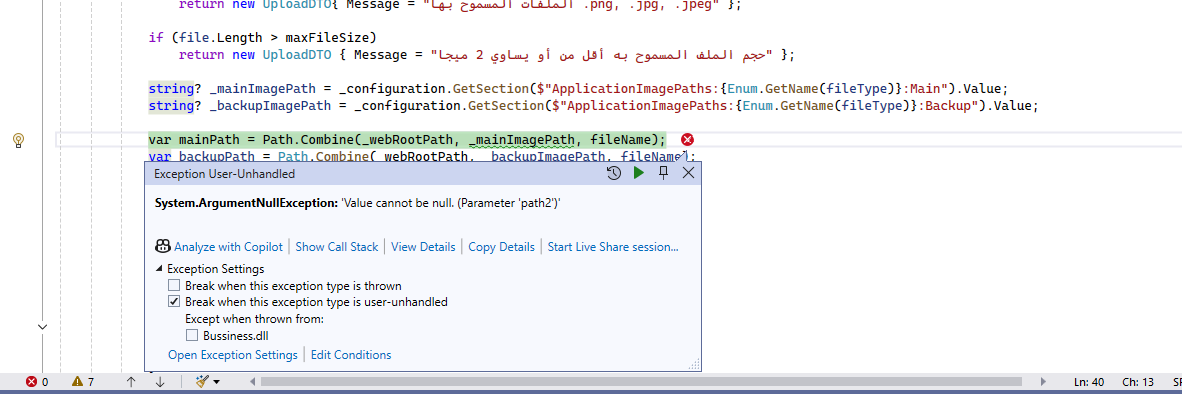 return new UploadDTO{ Message = "الملفات المسموح بها .png, .jpg, .jpeg" };
if (file.Length > maxFileSize)
return new UploadDTO { Message = "حجم الملف المسموح به أقل من أو يساوي 2 ميجا" };
string? _mainImagePath = _configuration.GetSection($"ApplicationImagePaths:{Enum.GetName(fileType)}:Main").Value;
string? _backupImagePath = _configuration.GetSection($"ApplicationImagePaths:{Enum.GetName(fileType)}:Backup").Value;
var mainPath = Path.Combine(_webRootPath, _mainImagePath, fileName);
var backupPath = Path.Combine(_webRootPath, _backupImagePath, fileName);
Exception User-Unhandled
System.ArgumentNullException: 'Value cannot be null. (Parameter 'path2')'
Analyze with Copilot | Show Call Stack | View Details | Copy Details | Start Live Share session...
Exception Settings
Break when this exception type is thrown
Break when this exception type is user-unhandled
Except when thrown from:
Bussiness.dll
Open Exception Settings | Edit Conditions
0 7 Ln: 40 Ch: 13